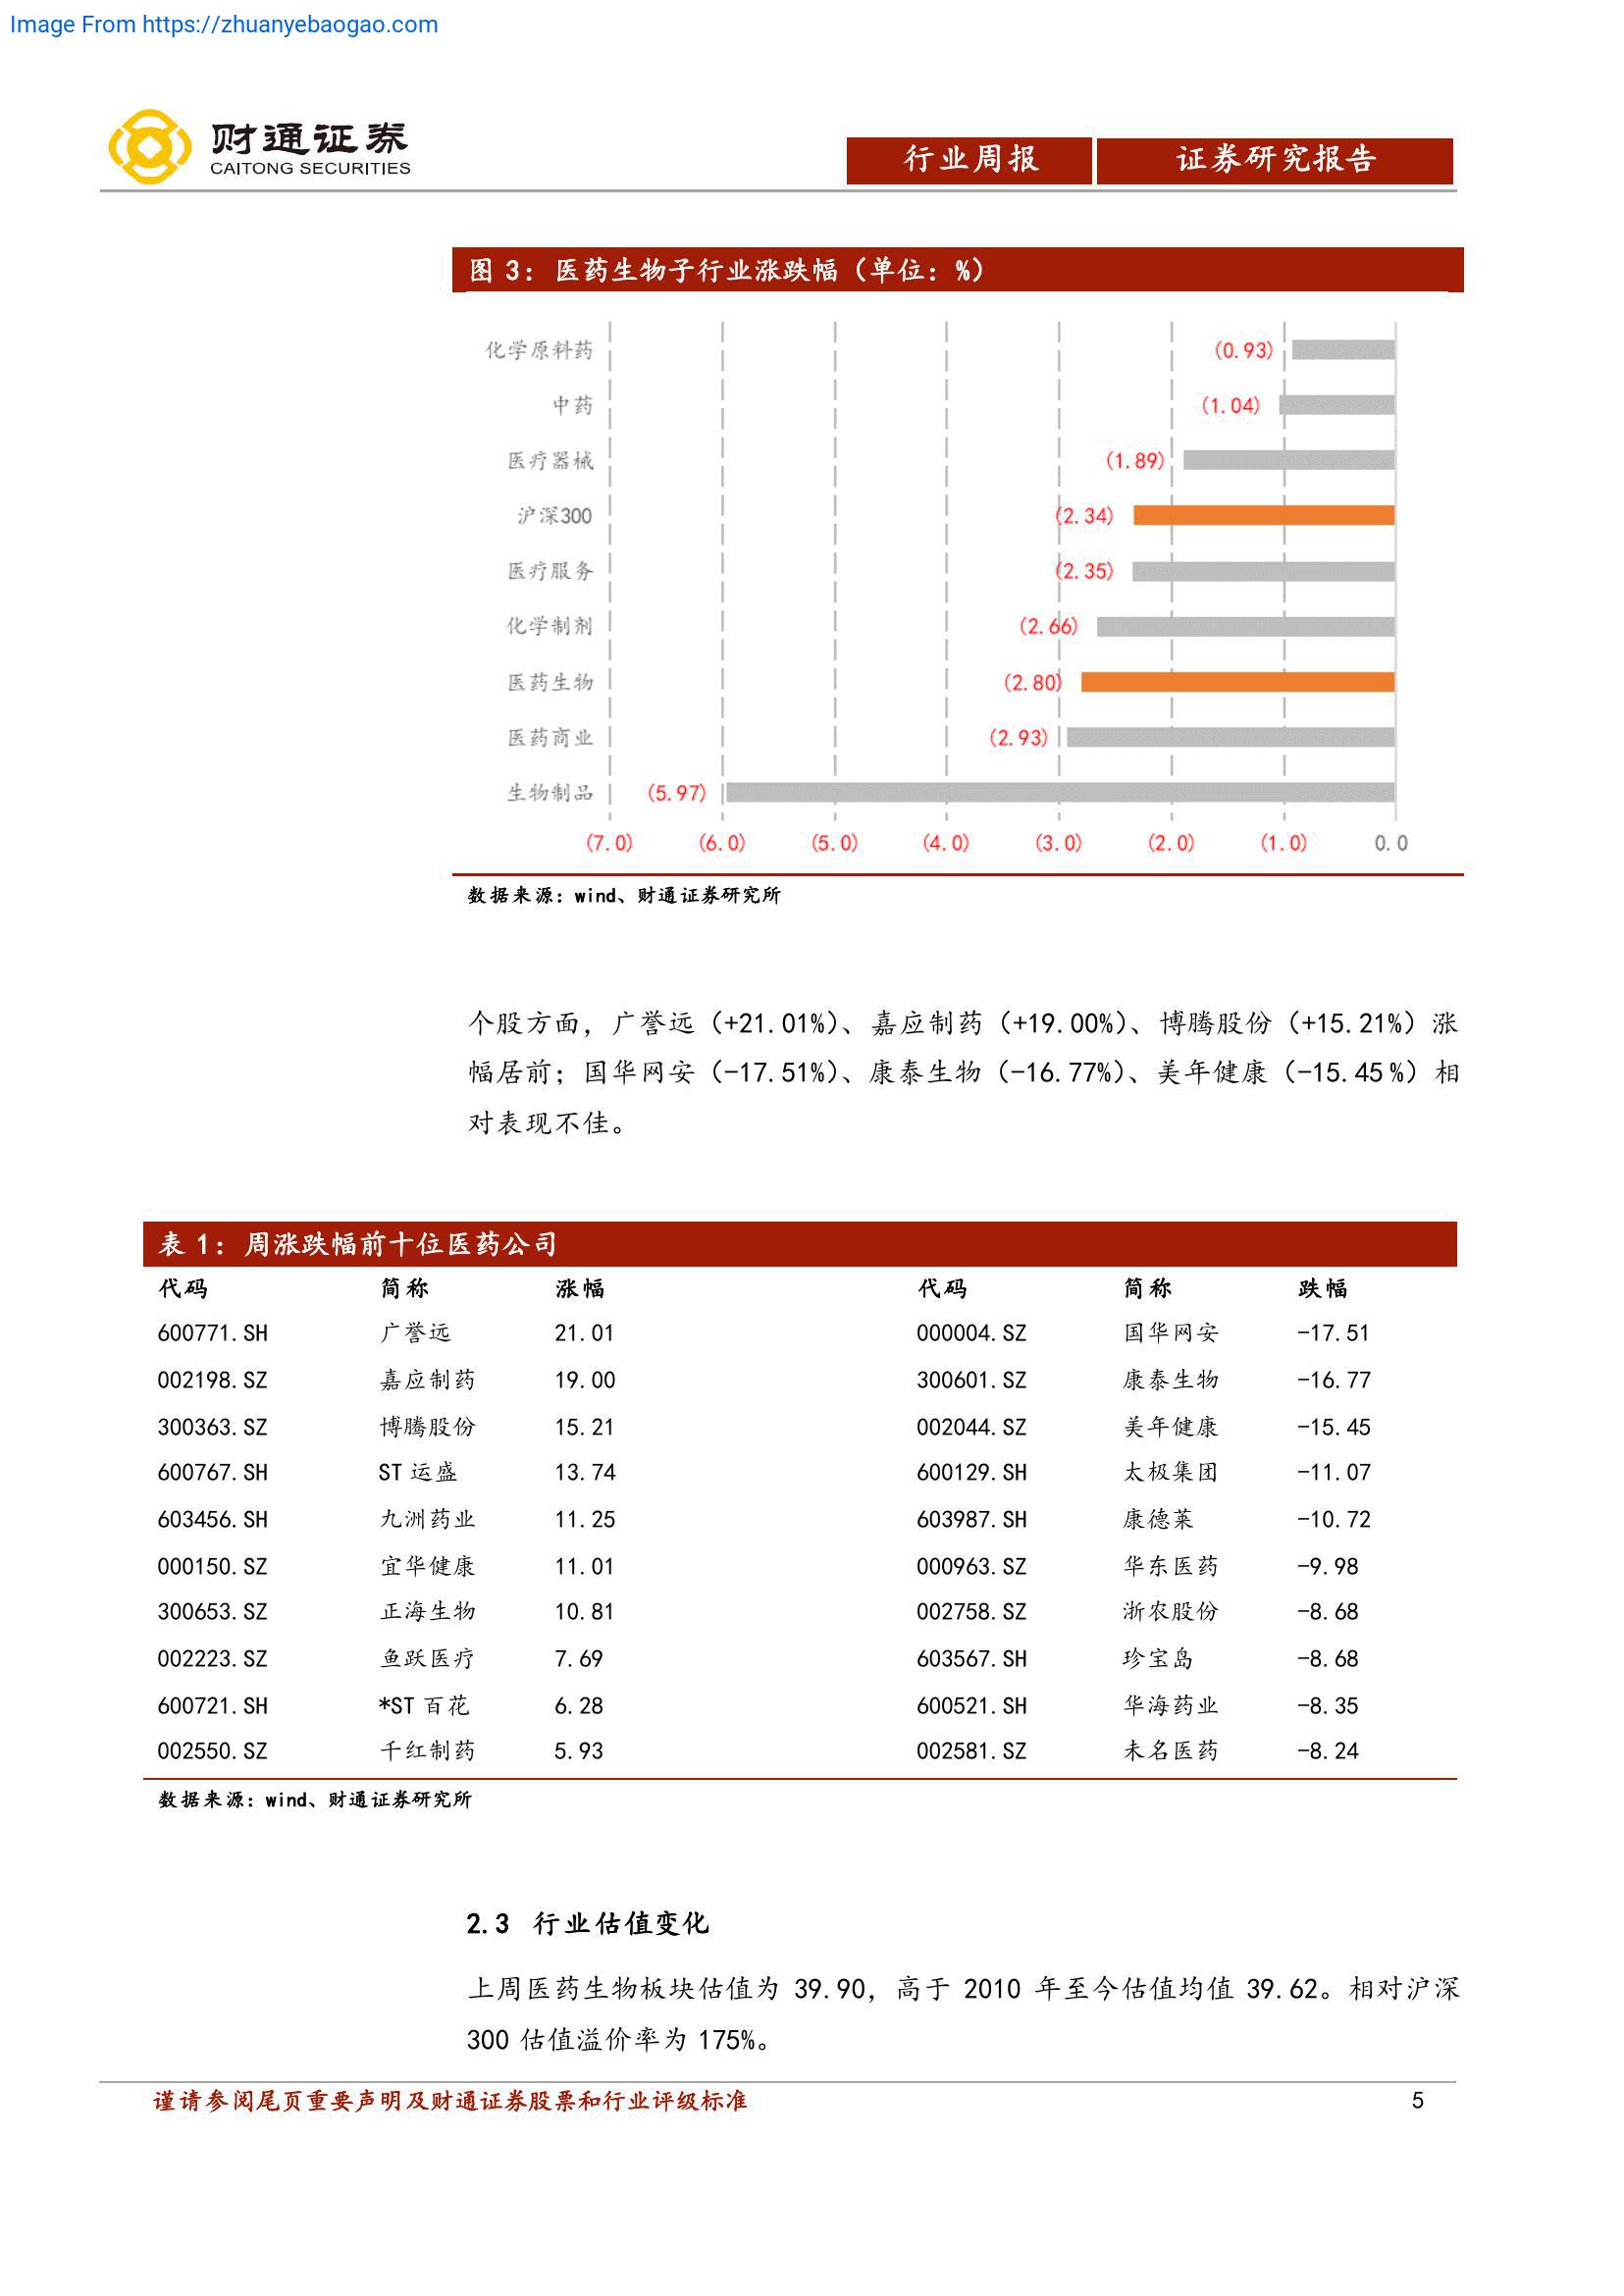 Image From https://zhuanyebaogao.com
财通证券
CAITONG SECURITIES
行业周报 证券研究报告
图 3：医药生物子行业涨跌幅（单位：%）
化学原料药 (0.93)
中药 (1.04)
医疗器械 (1.89)
沪深300 (2.34)
医疗服务 (2.35)
化学制剂 (2.66)
医药生物 (2.80)
医药商业 (2.93)
生物制品 (5.97)
(7.0) (6.0) (5.0) (4.0) (3.0) (2.0) (1.0) 0.0
数据来源：wind、财通证券研究所
个股方面，广誉远（+21.01%）、嘉应制药（+19.00%）、博腾股份（+15.21%）涨
幅居前；国华网安（-17.51%）、康泰生物（-16.77%）、美年健康（-15.45%）相
对表现不佳。
表 1：周涨跌幅前十位医药公司
代码 简称 涨幅 代码 简称 跌幅
600771.SH 广誉远 21.01 000004.SZ 国华网安 -17.51
002198.SZ 嘉应制药 19.00 300601.SZ 康泰生物 -16.77
300363.SZ 博腾股份 15.21 002044.SZ 美年健康 -15.45
600767.SH ST 运盛 13.74 600129.SH 太极集团 -11.07
603456.SH 九洲药业 11.25 603987.SH 康德莱 -10.72
000150.SZ 宜华健康 11.01 000963.SZ 华东医药 -9.98
300653.SZ 正海生物 10.81 002758.SZ 浙农股份 -8.68
002223.SZ 鱼跃医疗 7.69 603567.SH 珍宝岛 -8.68
600721.SH *ST 百花 6.28 600521.SH 华海药业 -8.35
002550.SZ 千红制药 5.93 002581.SZ 未名医药 -8.24
数据来源：wind、财通证券研究所
2.3 行业估值变化
上周医药生物板块估值为 39.90，高于 2010 年至今估值均值 39.62。相对沪深
300 估值溢价率为 175%。
谨请参阅尾页重要声明及财通证券股票和行业评级标准 5